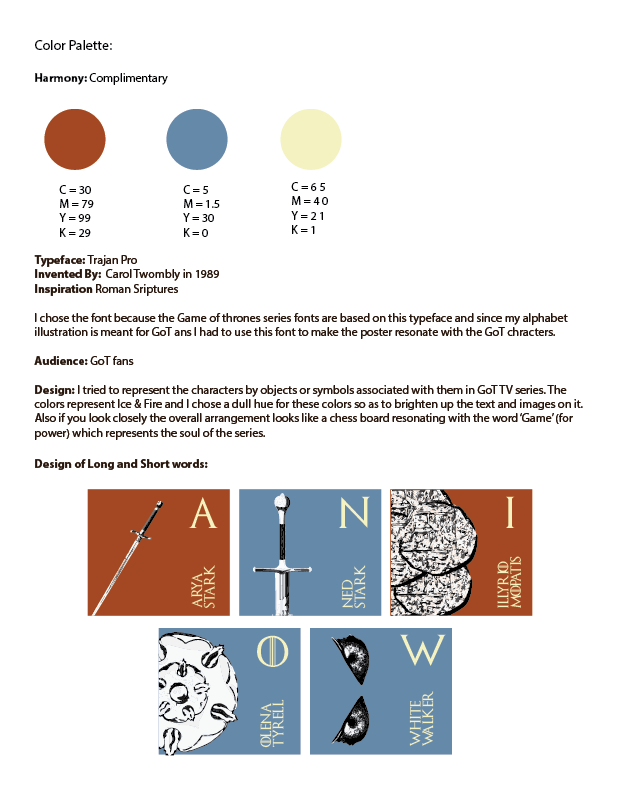 Color Palette:
Harmony: Complimentary
C = 30
M = 79
Y = 99
K = 29
C = 5
M = 1.5
Y = 30
K = 0
C = 6 5
M = 4 0
Y = 2 1
K = 1
Typeface: Trajan Pro
Invented By: Carol Twombly in 1989
Inspiration Roman Sriptures
I chose the font because the Game of thrones series fonts are based on this typeface and since my alphabet
illustration is meant for GoT ans I had to use this font to make the poster resonate with the GoT chracters.
Audience: GoT fans
Design: I tried to represent the characters by objects or symbols associated with them in GoT TV series. The
colors represent Ice & Fire and I chose a dull hue for these colors so as to brighten up the text and images on it.
Also if you look closely the overall arrangement looks like a chess board resonating with the word ‘Game’ (for
power) which represents the soul of the series.
Design of Long and Short words:
A
ARYA
STARK
N
NED
STARK
I
ILLYRIO
MOPATIS
O
OLENA
TYRELL
W
WHITE
WALKER